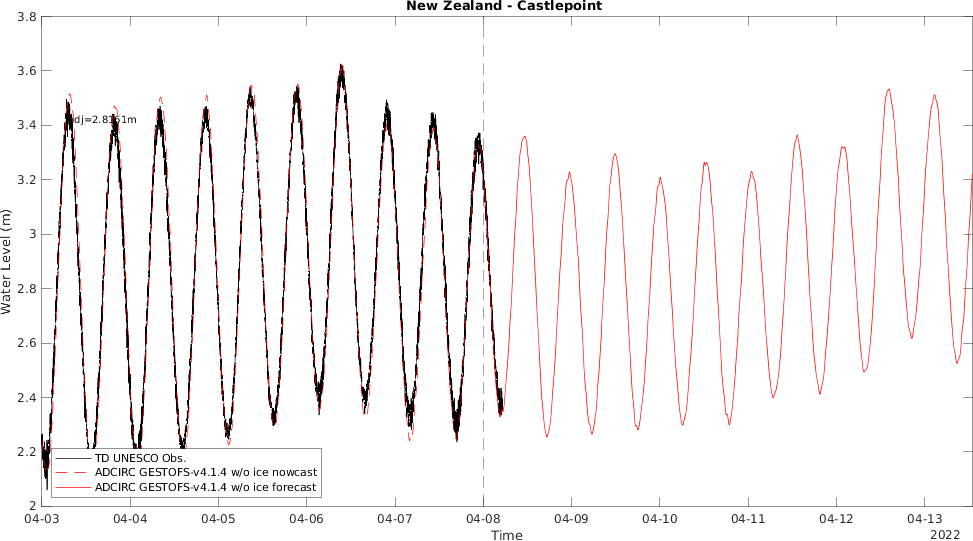 New Zealand - Castlepoint
3.8
3.6
3.4
3.2
3
2.8
2.6
2.4
2.2
2
Water Level (m)
adj=2.8161m
TD UNESCO Obs.
ADCIRC GESTOFS-v4.1.4 w/o ice nowcast
ADCIRC GESTOFS-v4.1.4 w/o ice forecast
04-03 04-04 04-05 04-06 04-07 04-08 04-09 04-10 04-11 04-12 04-13
Time
2022